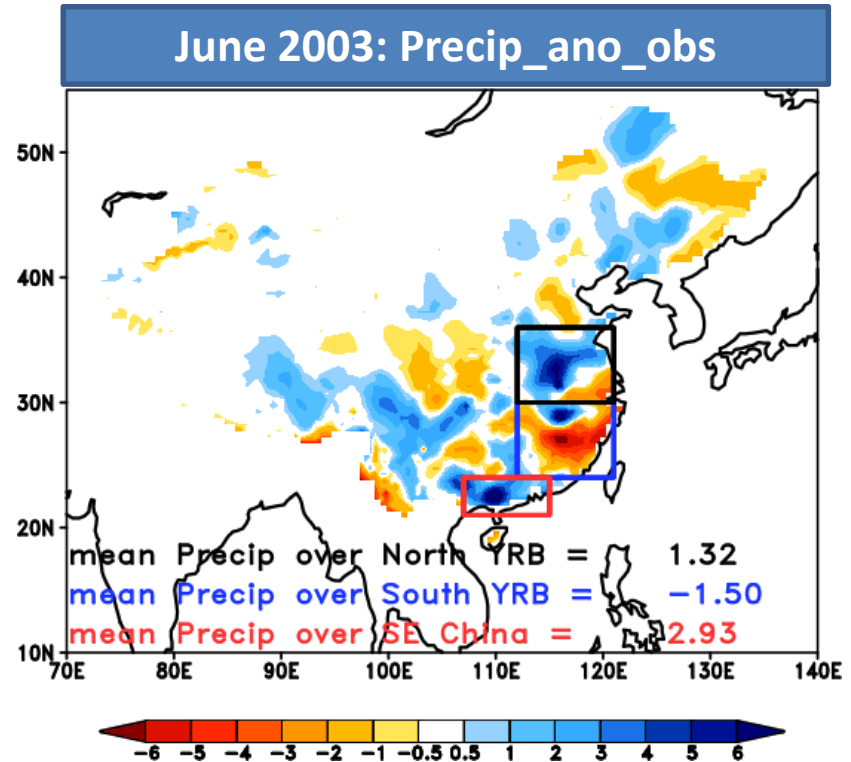 June 2003: Precip_ano_obs
50N
40N
30N
20N
mean Precip over North YRB = 1.32
mean Precip over South YRB = −1.50
mean Precip over SE China = 2.93
10N
70E 80E 90E 100E 110E 120E 130E 140E
−6 −5 −4 −3 −2 −1 −0.5 0.5 1 2 3 4 5 6